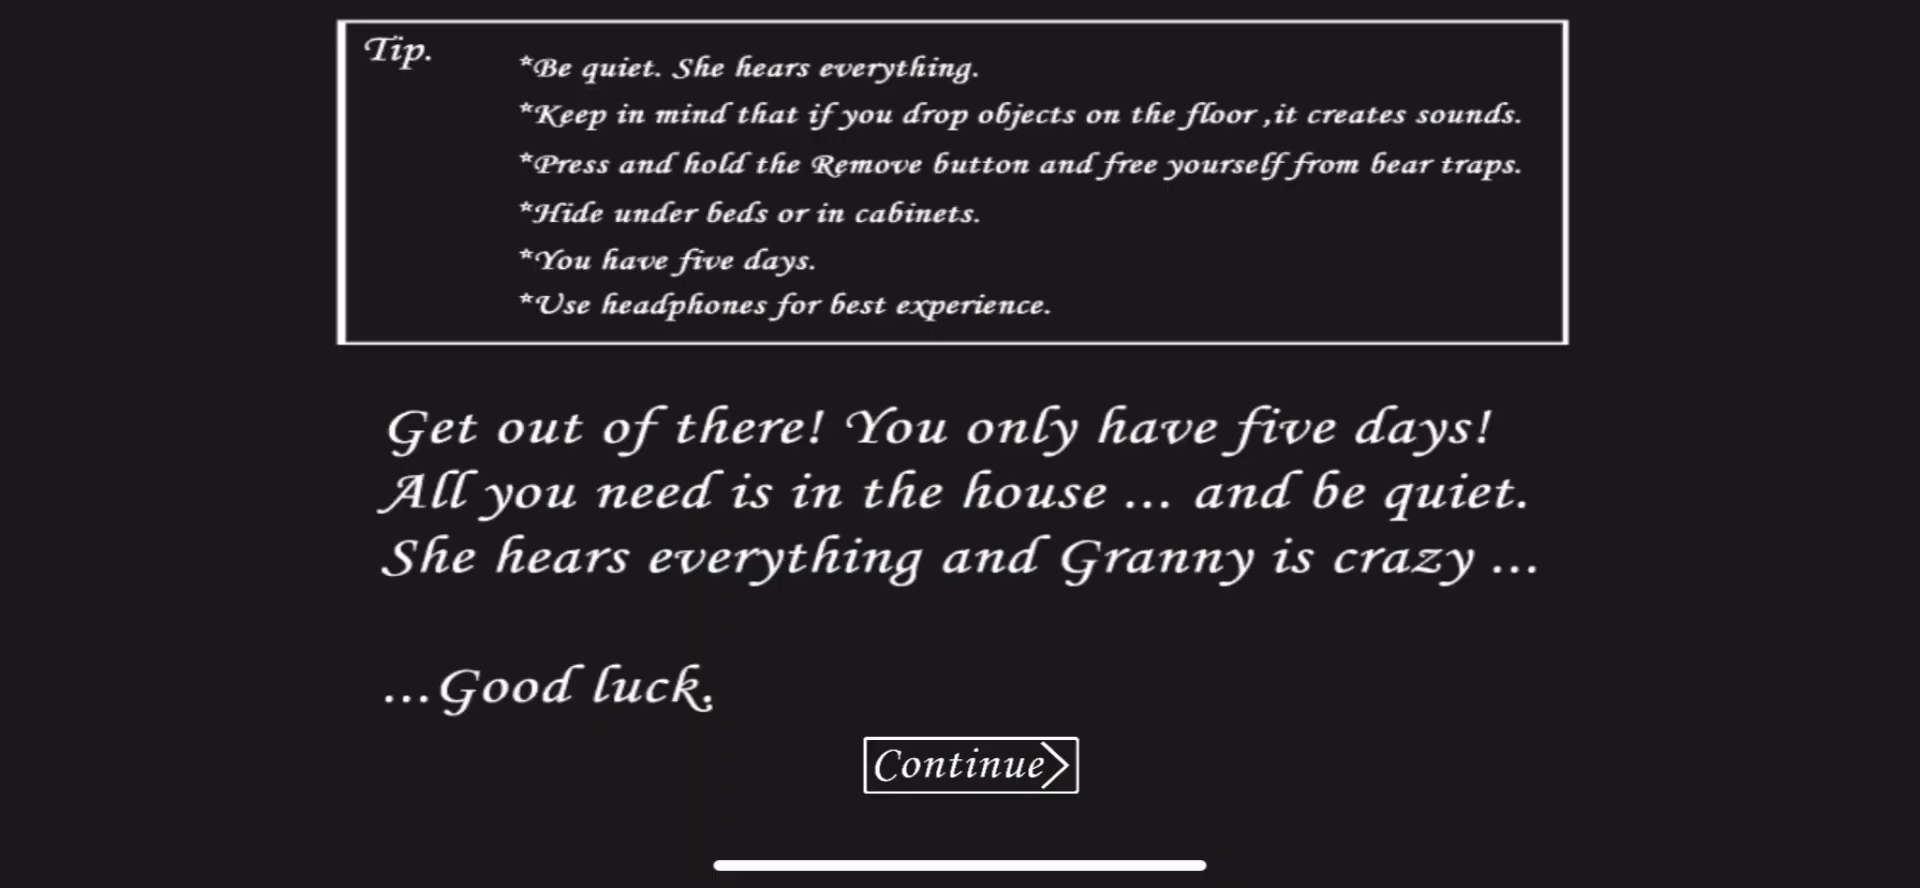 Tip.
*Be quiet. She hears everything.
*Keep in mind that if you drop objects on the floor ,it creates sounds.
*Press and hold the Remove button and free yourself from bear traps.
*Hide under beds or in cabinets.
*You have five days.
*Use headphones for best experience.
Get out of there! You only have five days!
All you need is in the house ... and be quiet.
She hears everything and Granny is crazy ...
...Good luck.
Continue>